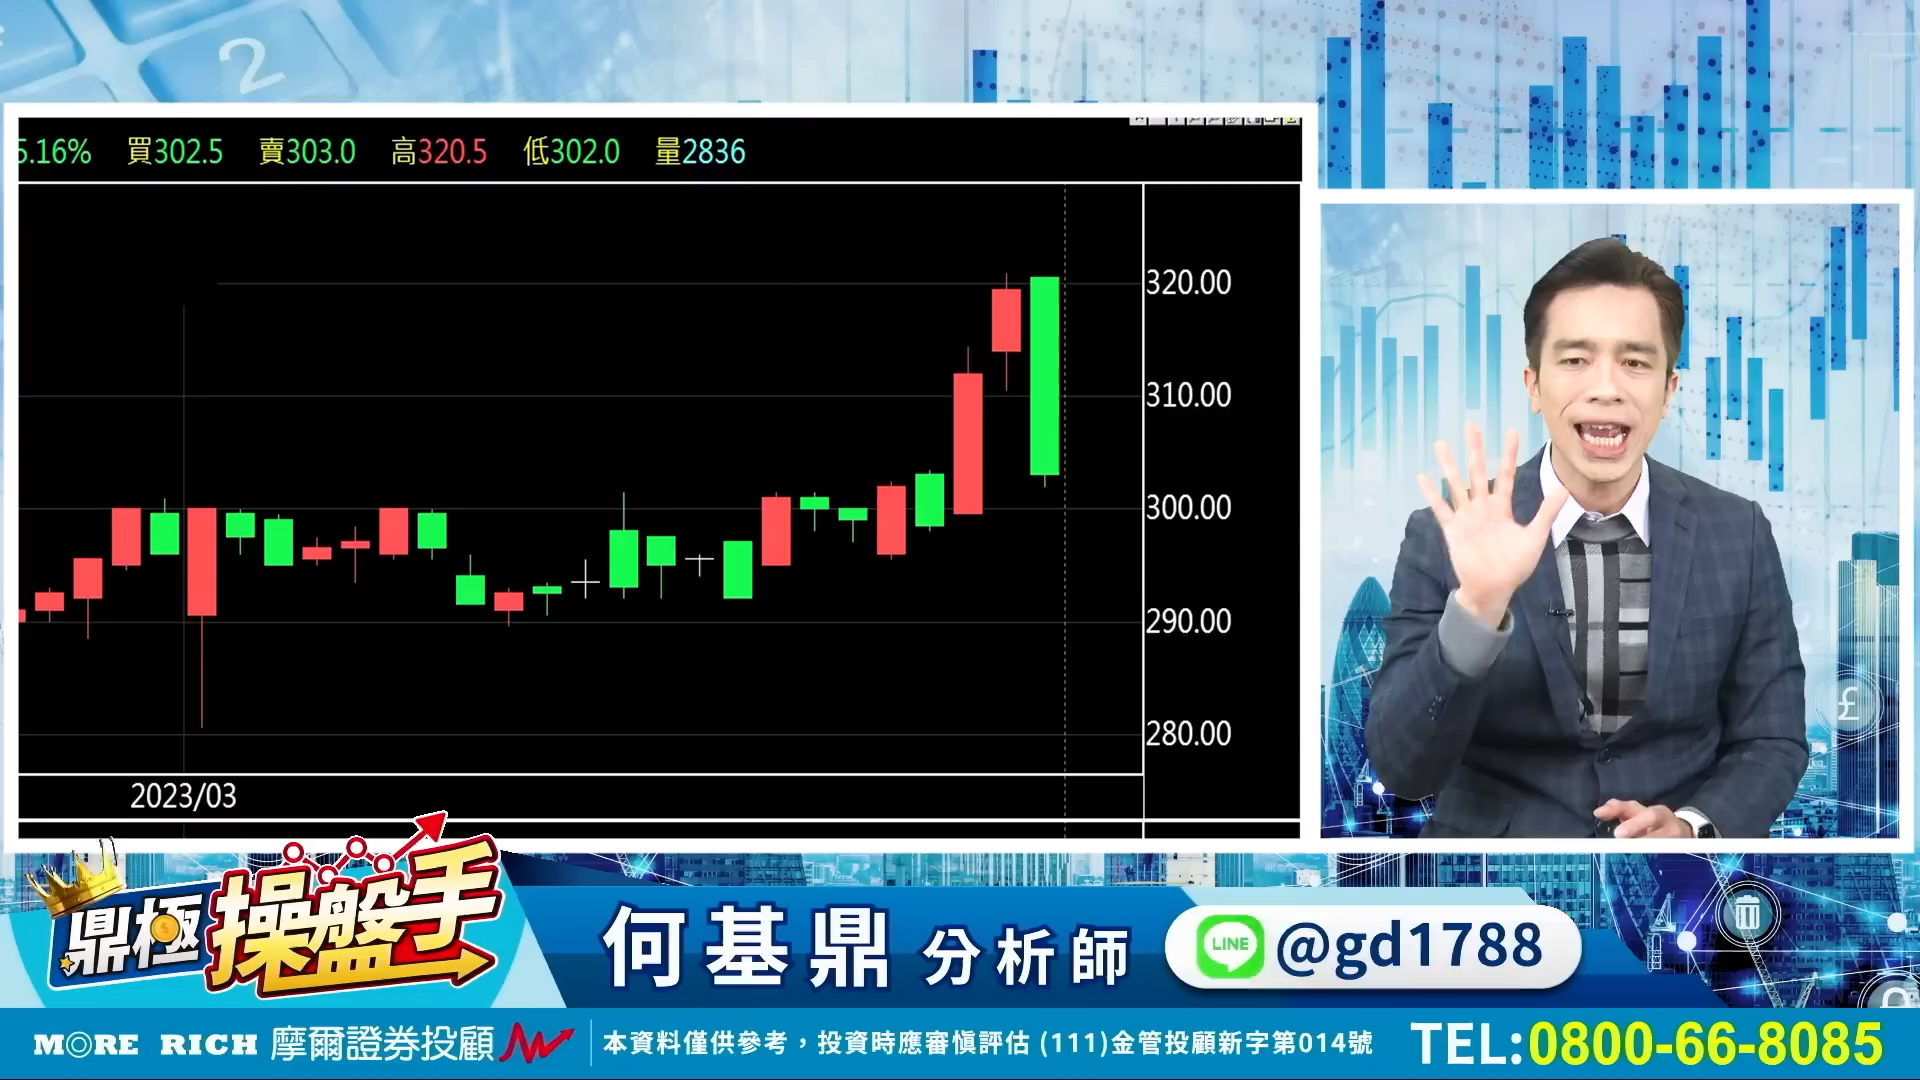 2
5.16% 買302.5 賣303.0 高320.5 低302.0 量2836
320.00
310.00
300.00
290.00
280.00
2023/03
£
鼎極操盤手
何基鼎 分析師
LINE @gd1788
MORE RICH 摩爾證券投顧
本資料僅供參考，投資時應審慎評估 (111)金管投顧新字第014號
TEL:0800-66-8085